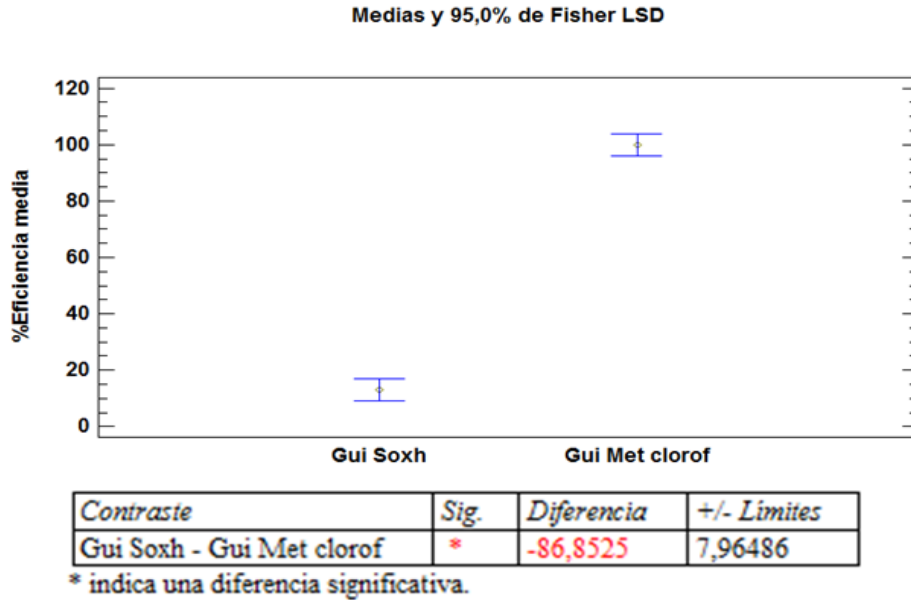 Medias y 95,0% de Fisher LSD
%Eficiencia media
120
100
80
60
40
20
0
Gui Soxh Gui Met clorof
Contraste Sig. Diferencia +/- Límites
Gui Soxh - Gui Met clorof * -86,8525 7,96486
* indica una diferencia significativa.